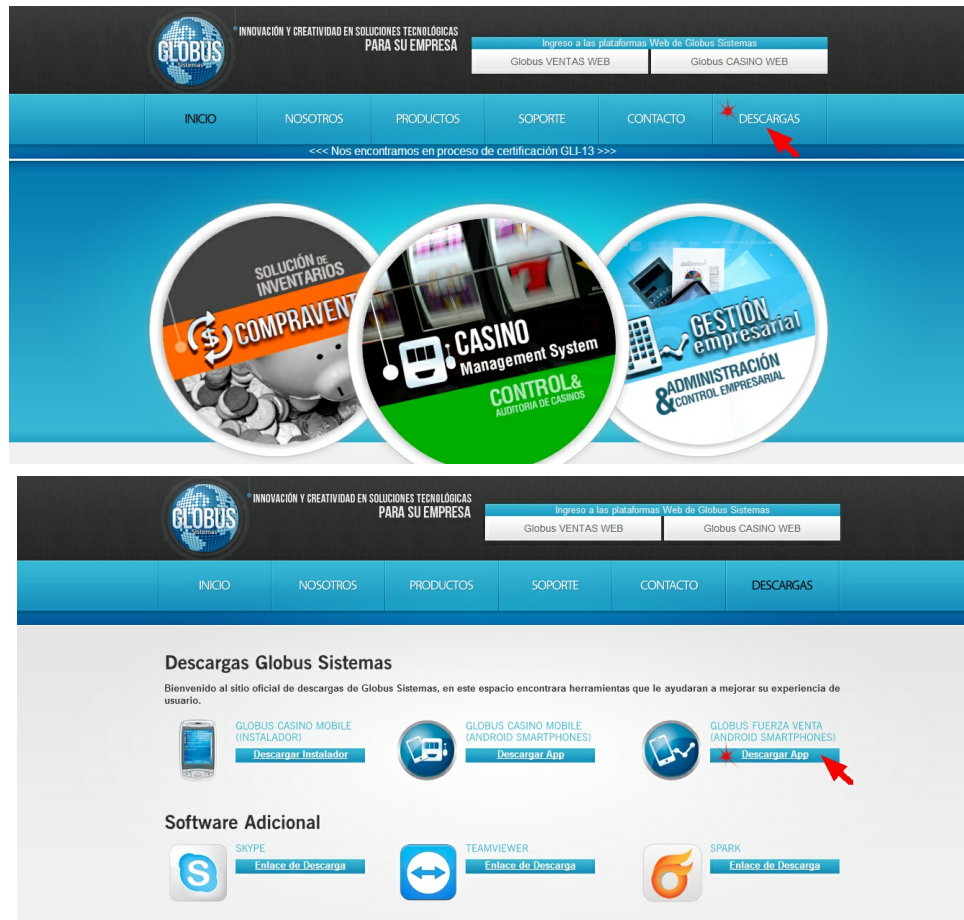 GLOBUS
Sistemas
INNOVACIÓN Y CREATIVIDAD EN SOLUCIONES TECNOLÓGICAS
PARA SU EMPRESA
Ingreso a las plataformas Web de Globus Sistemas
Globus VENTAS WEB
Globus CASINO WEB
INICIO NOSOTROS PRODUCTOS SOPORTE CONTACTO DESCARGAS
<<< Nos encontramos en proceso de certificación GLI-13 >>>
SOLUCIÓN DE
INVENTARIOS
COMPRAVENT
CASINO
Management System
CONTROL&
AUDITORIA DE CASINOS
GESTIÓN
empresarial
ADMINISTRACIÓN
& CONTROL EMPRESARIAL
GLOBUS
Sistemas
INNOVACIÓN Y CREATIVIDAD EN SOLUCIONES TECNOLÓGICAS
PARA SU EMPRESA
Ingreso a las plataformas Web de Globus Sistemas
Globus VENTAS WEB
Globus CASINO WEB
INICIO NOSOTROS PRODUCTOS SOPORTE CONTACTO DESCARGAS
Descargas Globus Sistemas
Bienvenido al sitio oficial de descargas de Globus Sistemas, en este espacio encontrara herramientas que le ayudaran a mejorar su experiencia de
usuario.
GLOBUS CASINO MOBILE
(INSTALADOR)
Descargar Instalador
GLOBUS CASINO MOBILE
(ANDROID SMARTPHONES)
Descargar App
GLOBUS FUERZA VENTA
(ANDROID SMARTPHONES)
Descargar App
Software Adicional
SKYPE
Enlace de Descarga
TEAMVIEWER
Enlace de Descarga
SPARK
Enlace de Descarga